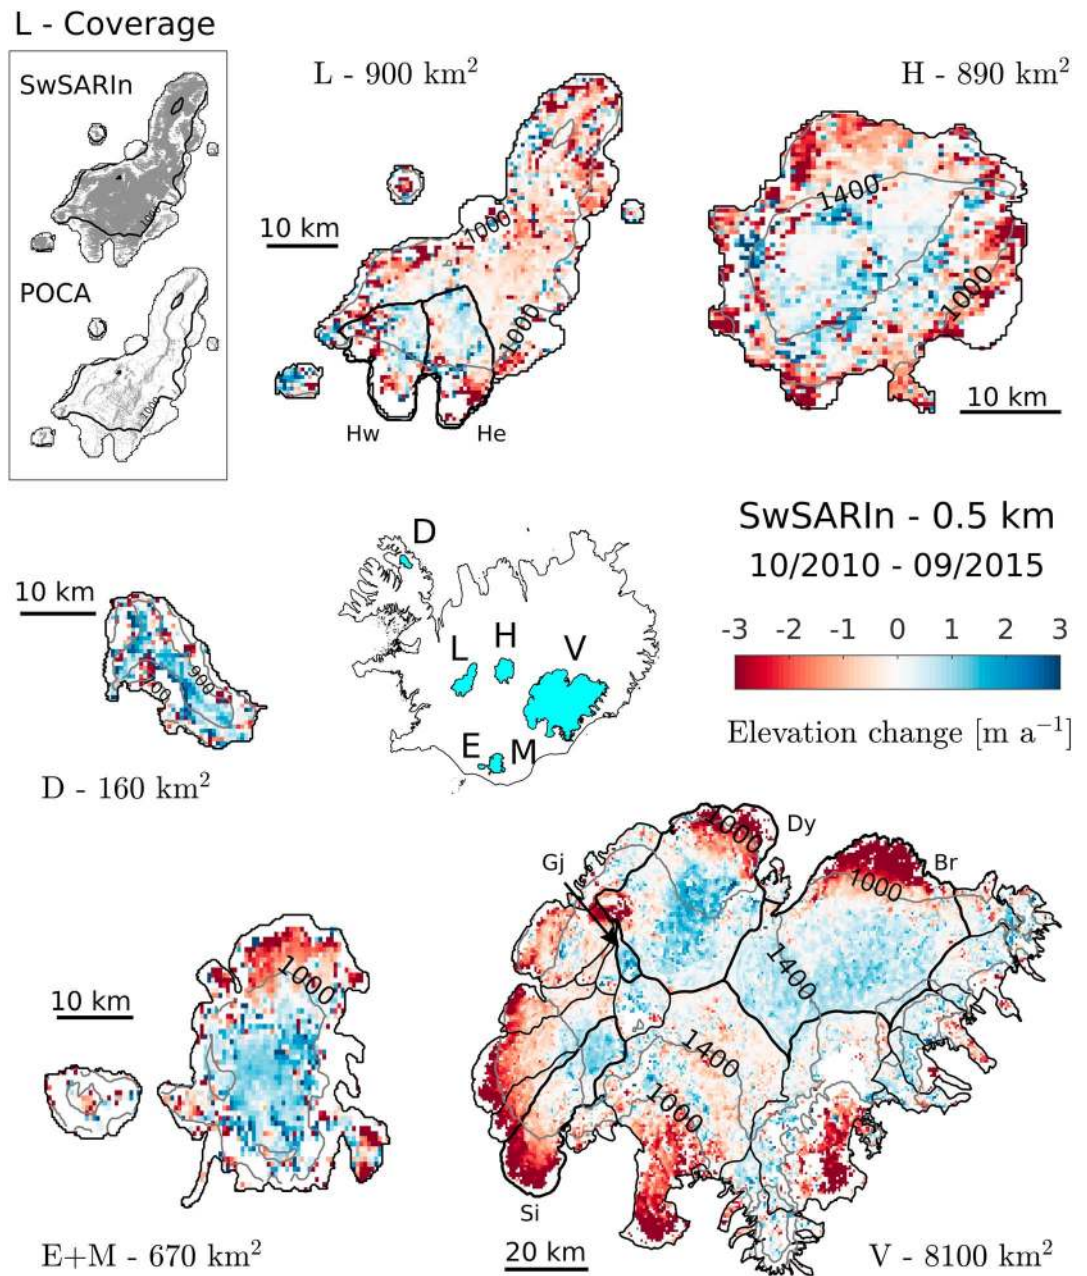 L - Coverage
SwSARIn
1000
POCA
1000
L - 900 km²
10 km
1000
1000
Hw
He
H - 890 km²
1400
1000
10 km
10 km
900
D - 160 km²
D
L
H
V
E
M
SwSARIn - 0.5 km
10/2010 - 09/2015
-3 -2 -1 0 1 2 3
Elevation change [m a⁻¹]
10 km
1000
E+M - 670 km²
Gj
Dy
Br
Si
1000
1000
1400
1400
1000
20 km
V - 8100 km²